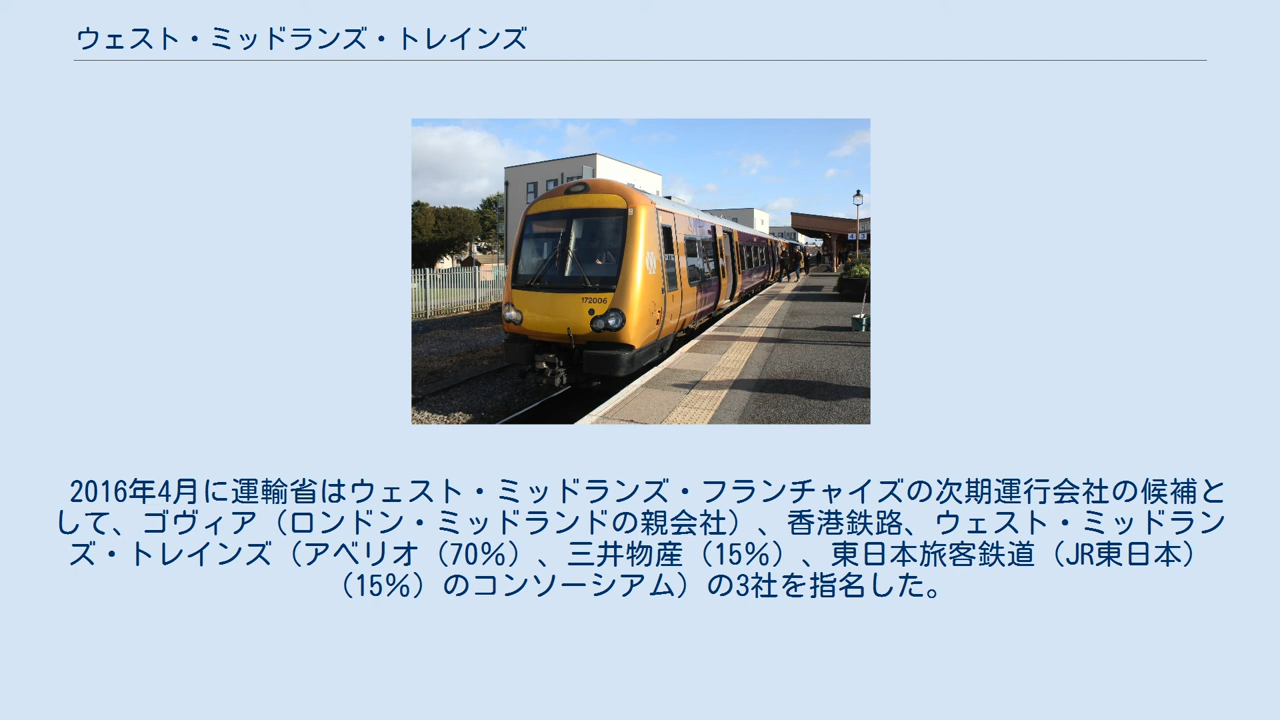 ウェスト・ミッドランズ・トレインズ
172006
4 3
2016年4月に運輸省はウェスト・ミッドランズ・フランチャイズの次期運行会社の候補と
して、ゴヴィア（ロンドン・ミッドランドの親会社）、香港鉄路、ウェスト・ミッドラン
ズ・トレインズ（アベリオ（70%）、三井物産（15%）、東日本旅客鉄道（JR東日本）
（15%）のコンソーシアム）の3社を指名した。